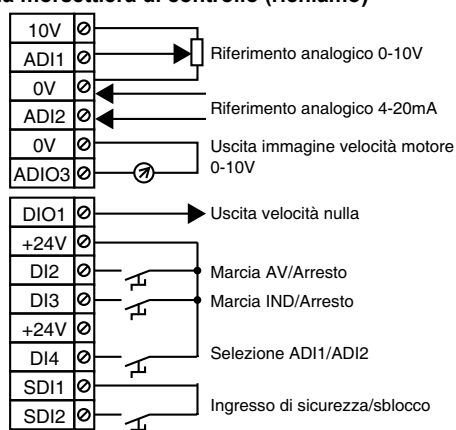 la morsettiera di controllo (richiamo)
10V
ADI1
Riferimento analogico 0-10V
0V
ADI2
Riferimento analogico 4-20mA
0V
Uscita immagine velocità motore
0-10V
ADIO3
DIO1
Uscita velocità nulla
+24V
DI2
Marcia AV/Arresto
DI3
Marcia IND/Arresto
+24V
DI4
Selezione ADI1/ADI2
SDI1
Ingresso di sicurezza/sblocco
SDI2